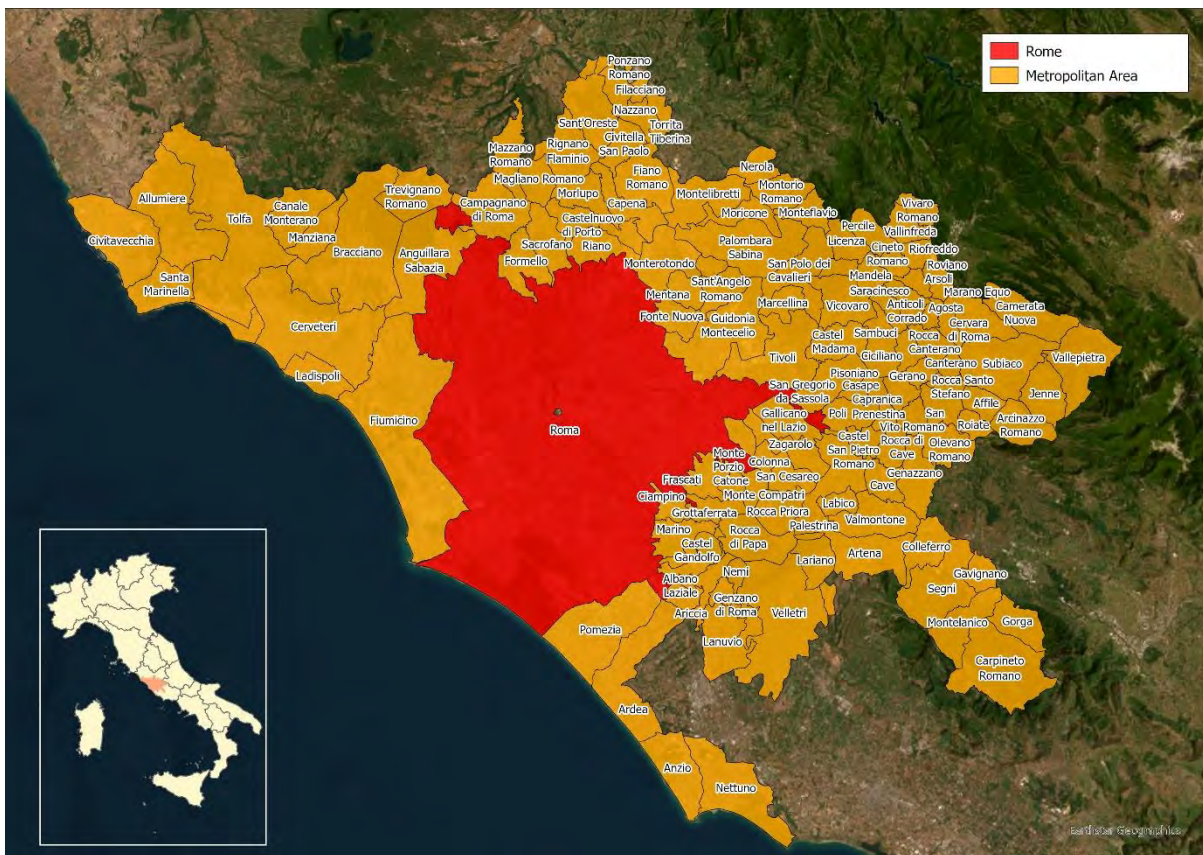 Rome
Metropolitan Area
Ponzano
Romano
Filacciano
Nazzano
Sant'Oreste
Torrita
Tiberina
Civitella
San Paolo
Mazzano
Romano
Rignano
Flaminio
Fiano
Romano
Nerola
Magliano Romano
Montelibretti
Montorio
Romano
Trevignano
Romano
Campagnano
di Roma
Morlupo
Capena
Moricone
Monteflavio
Vivaro
Romano
Vallinfreda
Allumiere
Tolfa
Canale
Monterano
Manziana
Bracciano
Castelnuovo
di Porto
Riano
Percile
Licenza
Civitavecchia
Anguillara
Sabazia
Sacrofano
Formello
Palombara
Sabina
Cineto
Romano
Riofreddo
Roviano
Arsoli
Santa
Marinella
Monterotondo
San Polo dei
Cavalieri
Mandela
Saracinesco
Marano Equo
Mentana
Sant'Angelo
Romano
Marcellina
Vicovaro
Anticoli
Corrado
Agosta
Camerata
Nuova
Cerveteri
Fonte Nuova
Guidonia
Montecelio
Castel
Madama
Sambuci
Rocca
Canterano
Cervara
di Roma
Ladispoli
Tivoli
Ciciliano
Canterano
Subiaco
Vallepietra
Pisoniano
Casape
Gerano
Rocca Santo
Stefano
Jenne
San Gregorio
da Sassola
Capranica
Prenestina
Affile
Fiumicino
Roma
Gallicano
nel Lazio
Poli
San
Vito Romano
Roiate
Arcinazzo
Romano
Zagarolo
Castel
San Pietro
Romano
Rocca di
Cave
Olevano
Romano
Monte
Porzio
Catone
Colonna
San Cesareo
Genazzano
Cave
Frascati
Ciampino
Monte Compatri
Labico
Grottaferrata
Rocca Priora
Palestrina
Valmontone
Marino
Castel
Gandolfo
Rocca
di Papa
Lariano
Artena
Colleferro
Gavignano
Albano
Laziale
Nemi
Segni
Ariccia
Genzano
di Roma
Velletri
Pomezia
Lanuvio
Montelanico
Gorga
Carpineto
Romano
Ardea
Anzio
Nettuno
Earthstar Geographics